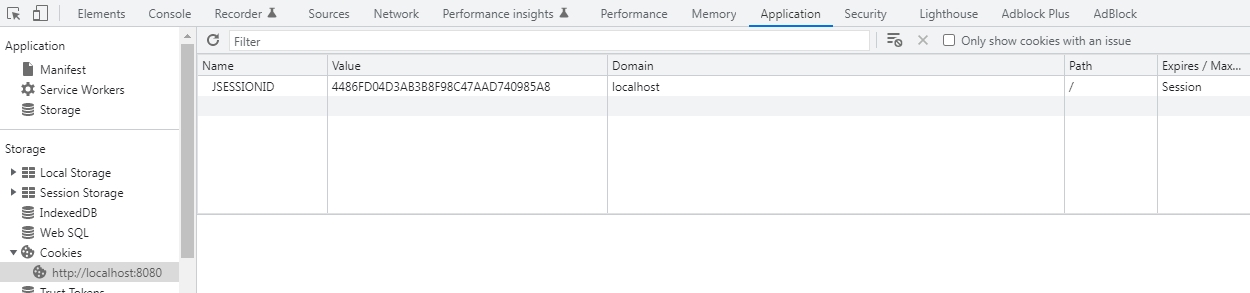 Elements Console Recorder Sources Network Performance insights Performance Memory Application Security Lighthouse Adblock Plus AdBlock
Application
Manifest
Service Workers
Storage
Storage
Local Storage
Session Storage
IndexedDB
Web SQL
Cookies
http://localhost:8080
Trust Tokens
Filter Only show cookies with an issue
Name Value Domain Path Expires / Max...
JSESSIONID 4486FD04D3AB3B8F98C47AAD740985A8 localhost / Session